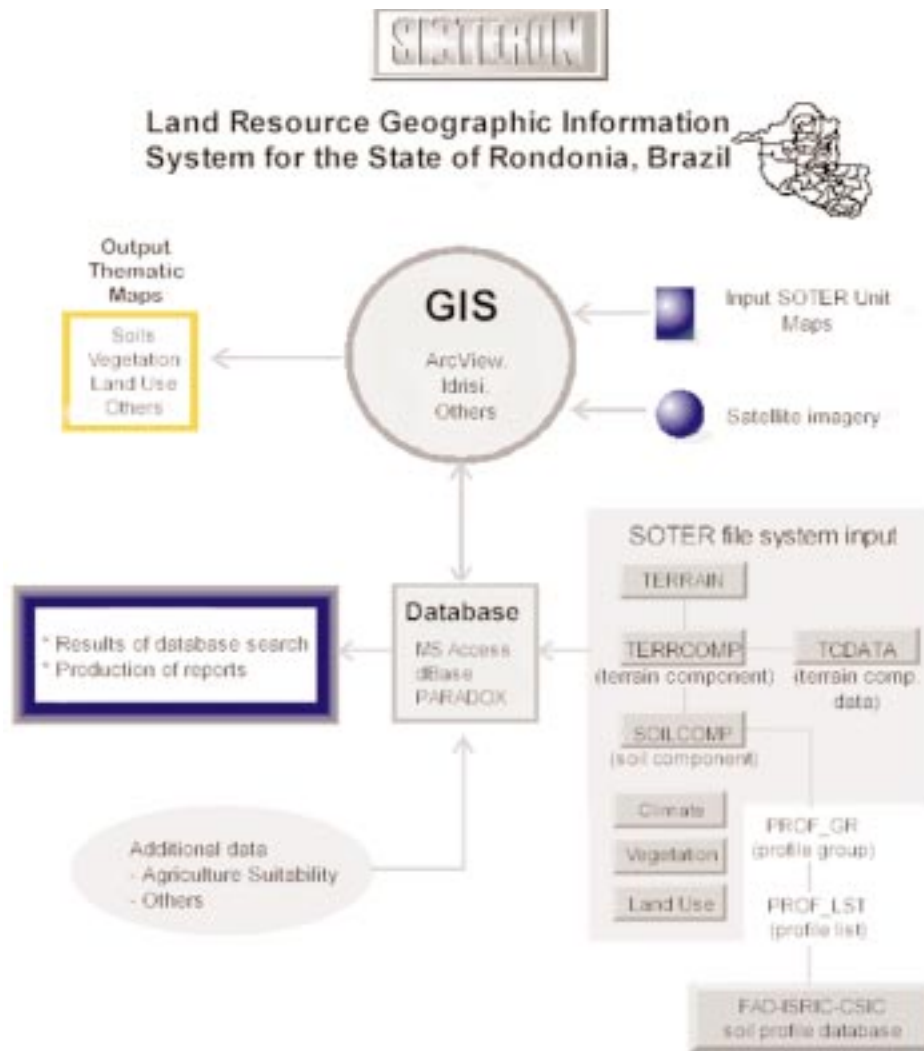 SIXTERON
Land Resource Geographic Information
System for the State of Rondonia, Brazil
Output
Thematic
Maps
Soils
Vegetation
Land Use
Others
GIS
ArcView.
Idrisi.
Others
Input SOTER Unit
Maps
Satellite imagery
SOTER file system input
TERRAIN
TERRCOMP
(terrain component)
TCDATA
(terrain comp.
data)
SOILCOMP
(soil component)
Climate
Vegetation
Land Use
PROF_GR
(profile group)
PROF_LST
(profile list)
FAO-ISRIC-CSIC
soil profile database
Database
MS Access
dBase
PARADOX
* Results of database search
* Production of reports
Additional data
- Agriculture Suitability
- Others